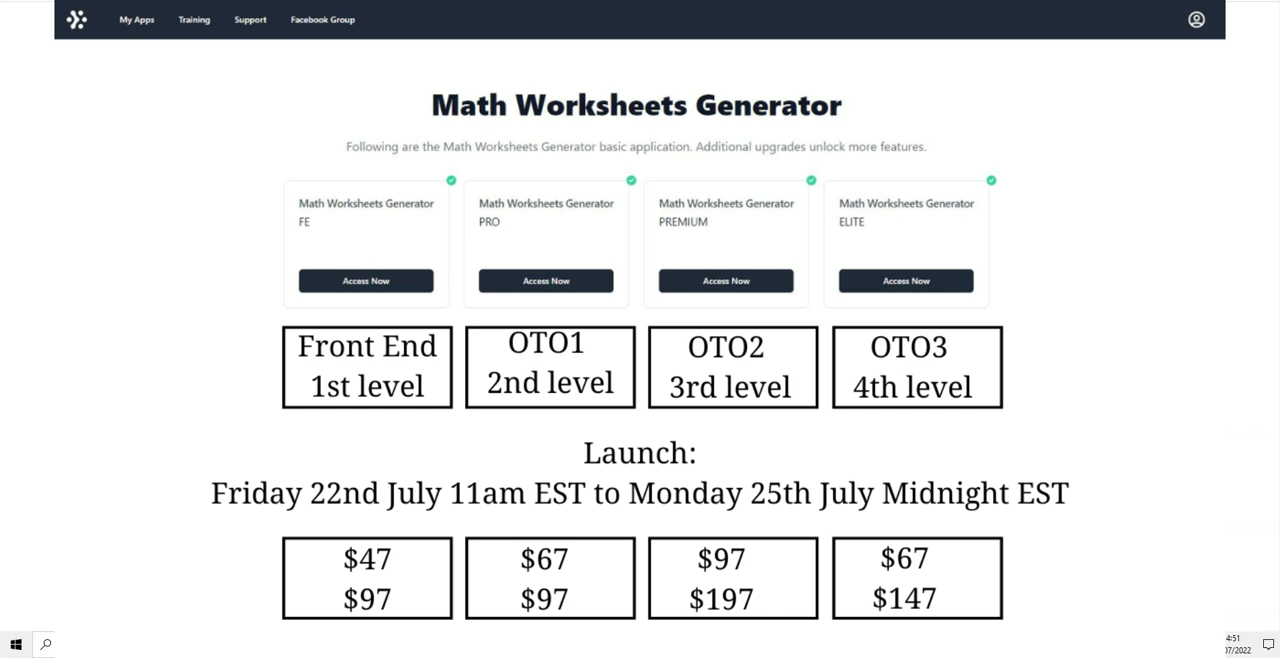 My Apps Training Support Facebook Group
Math Worksheets Generator
Following are the Math Worksheets Generator basic application. Additional upgrades unlock more features.
Math Worksheets Generator
FE
Access Now
Math Worksheets Generator
PRO
Access Now
Math Worksheets Generator
PREMIUM
Access Now
Math Worksheets Generator
ELITE
Access Now
Front End
1st level
OTO1
2nd level
OTO2
3rd level
OTO3
4th level
Launch:
Friday 22nd July 11am EST to Monday 25th July Midnight EST
$47
$97
$67
$97
$97
$197
$67
$147
4:51
07/2022